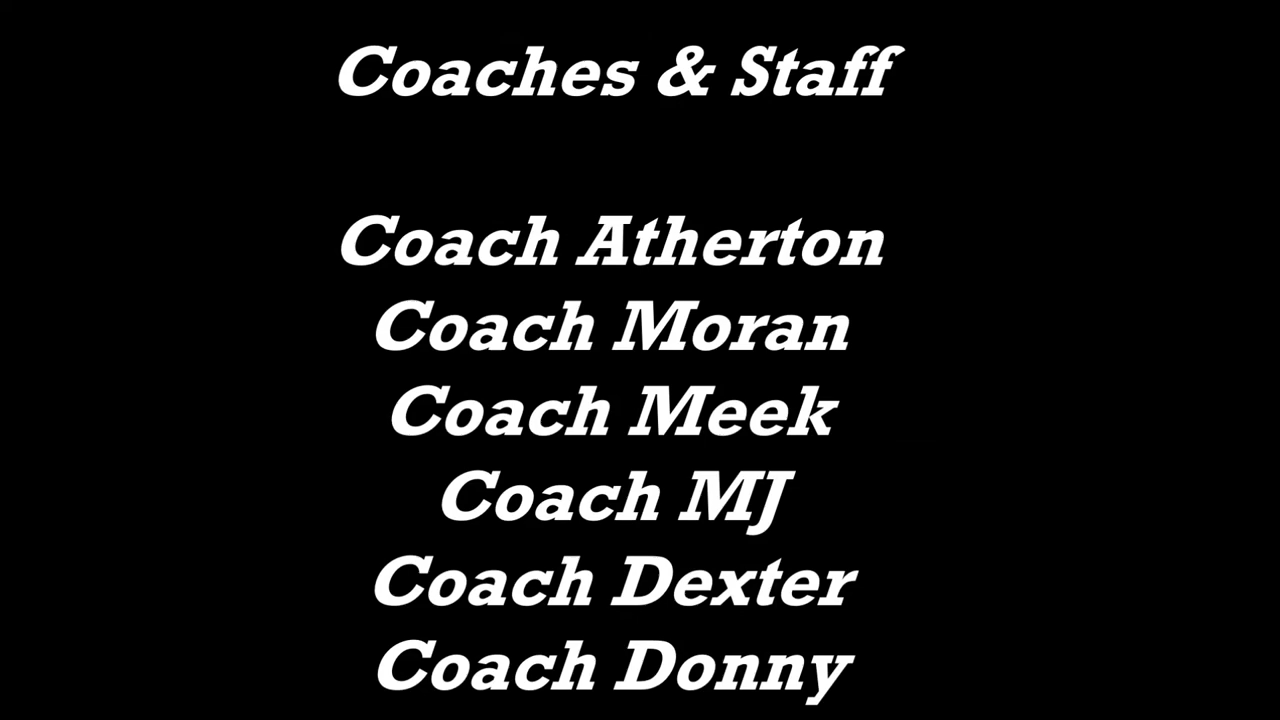 Coaches & Staff
Coach Atherton
Coach Moran
Coach Meek
Coach MJ
Coach Dexter
Coach Donny